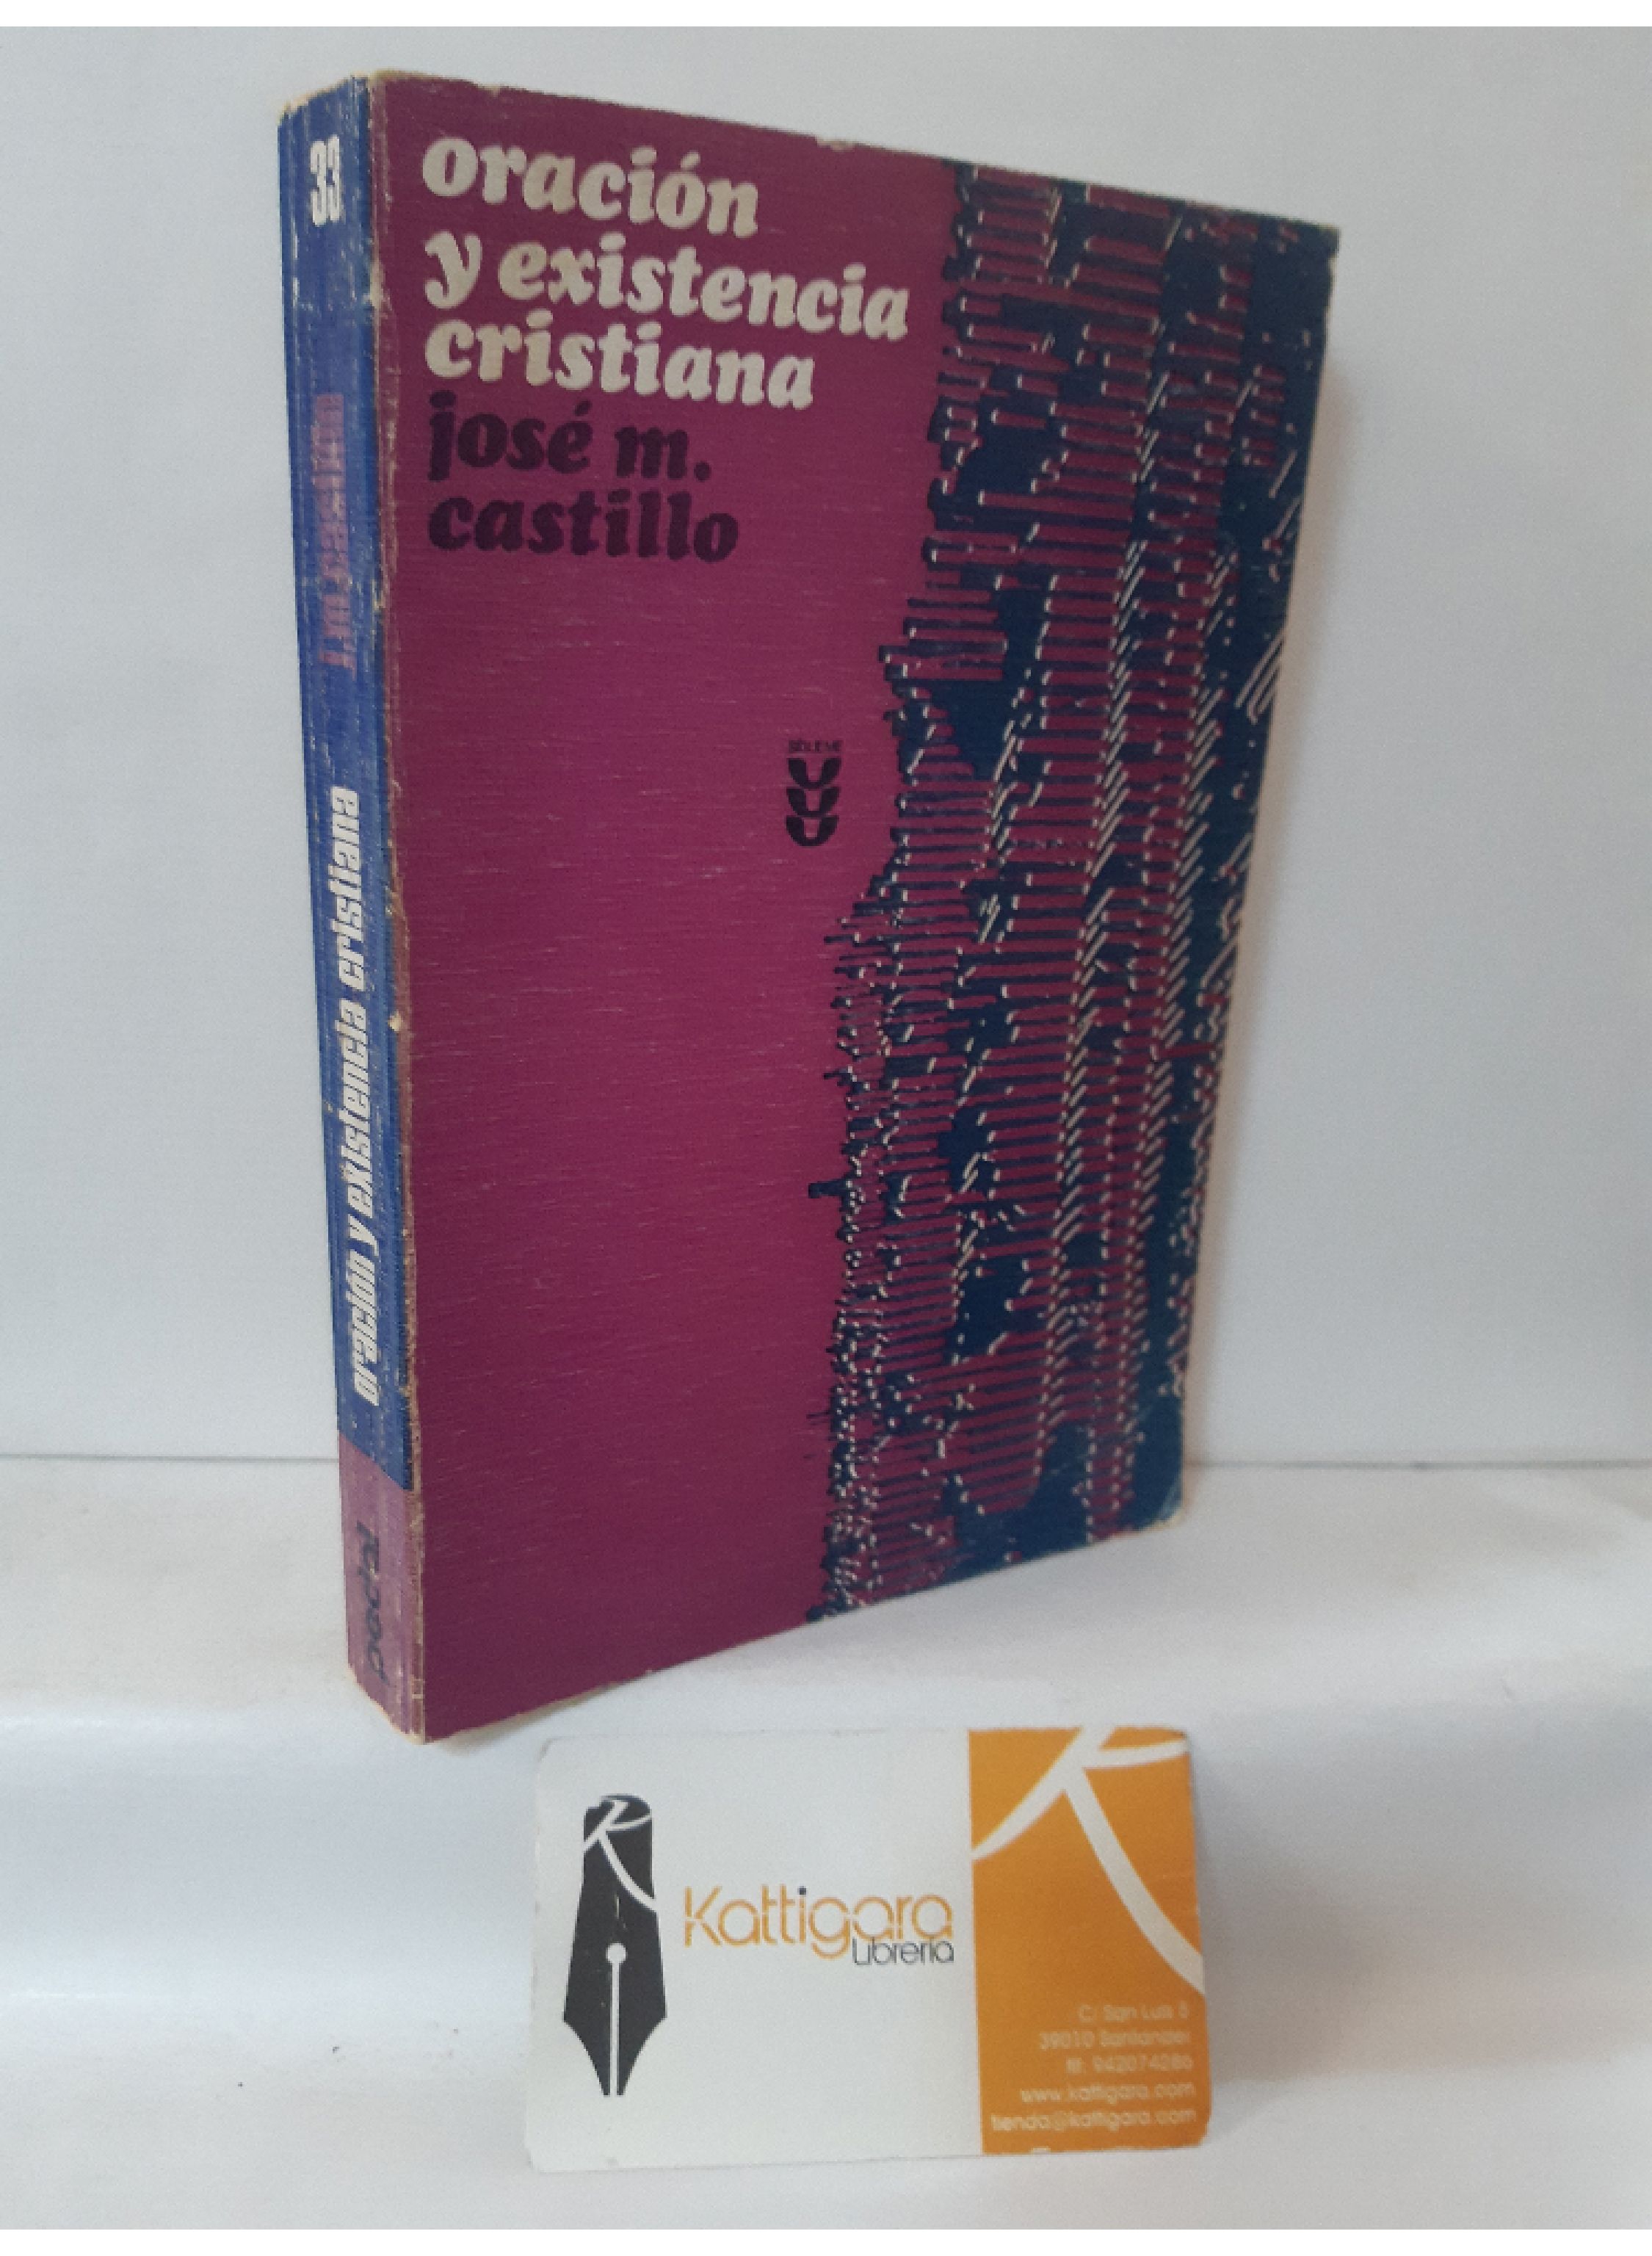 oración
y existencia
cristiana
josé m.
castillo
SÍGUEME
33
j. m.ª castillo
oración y existencia cristiana
pedal
Kattigara
Librería
C/ San Luis 5
39010 Santander
tlf: 942074286
www.kattigara.com
tienda@kattigara.com